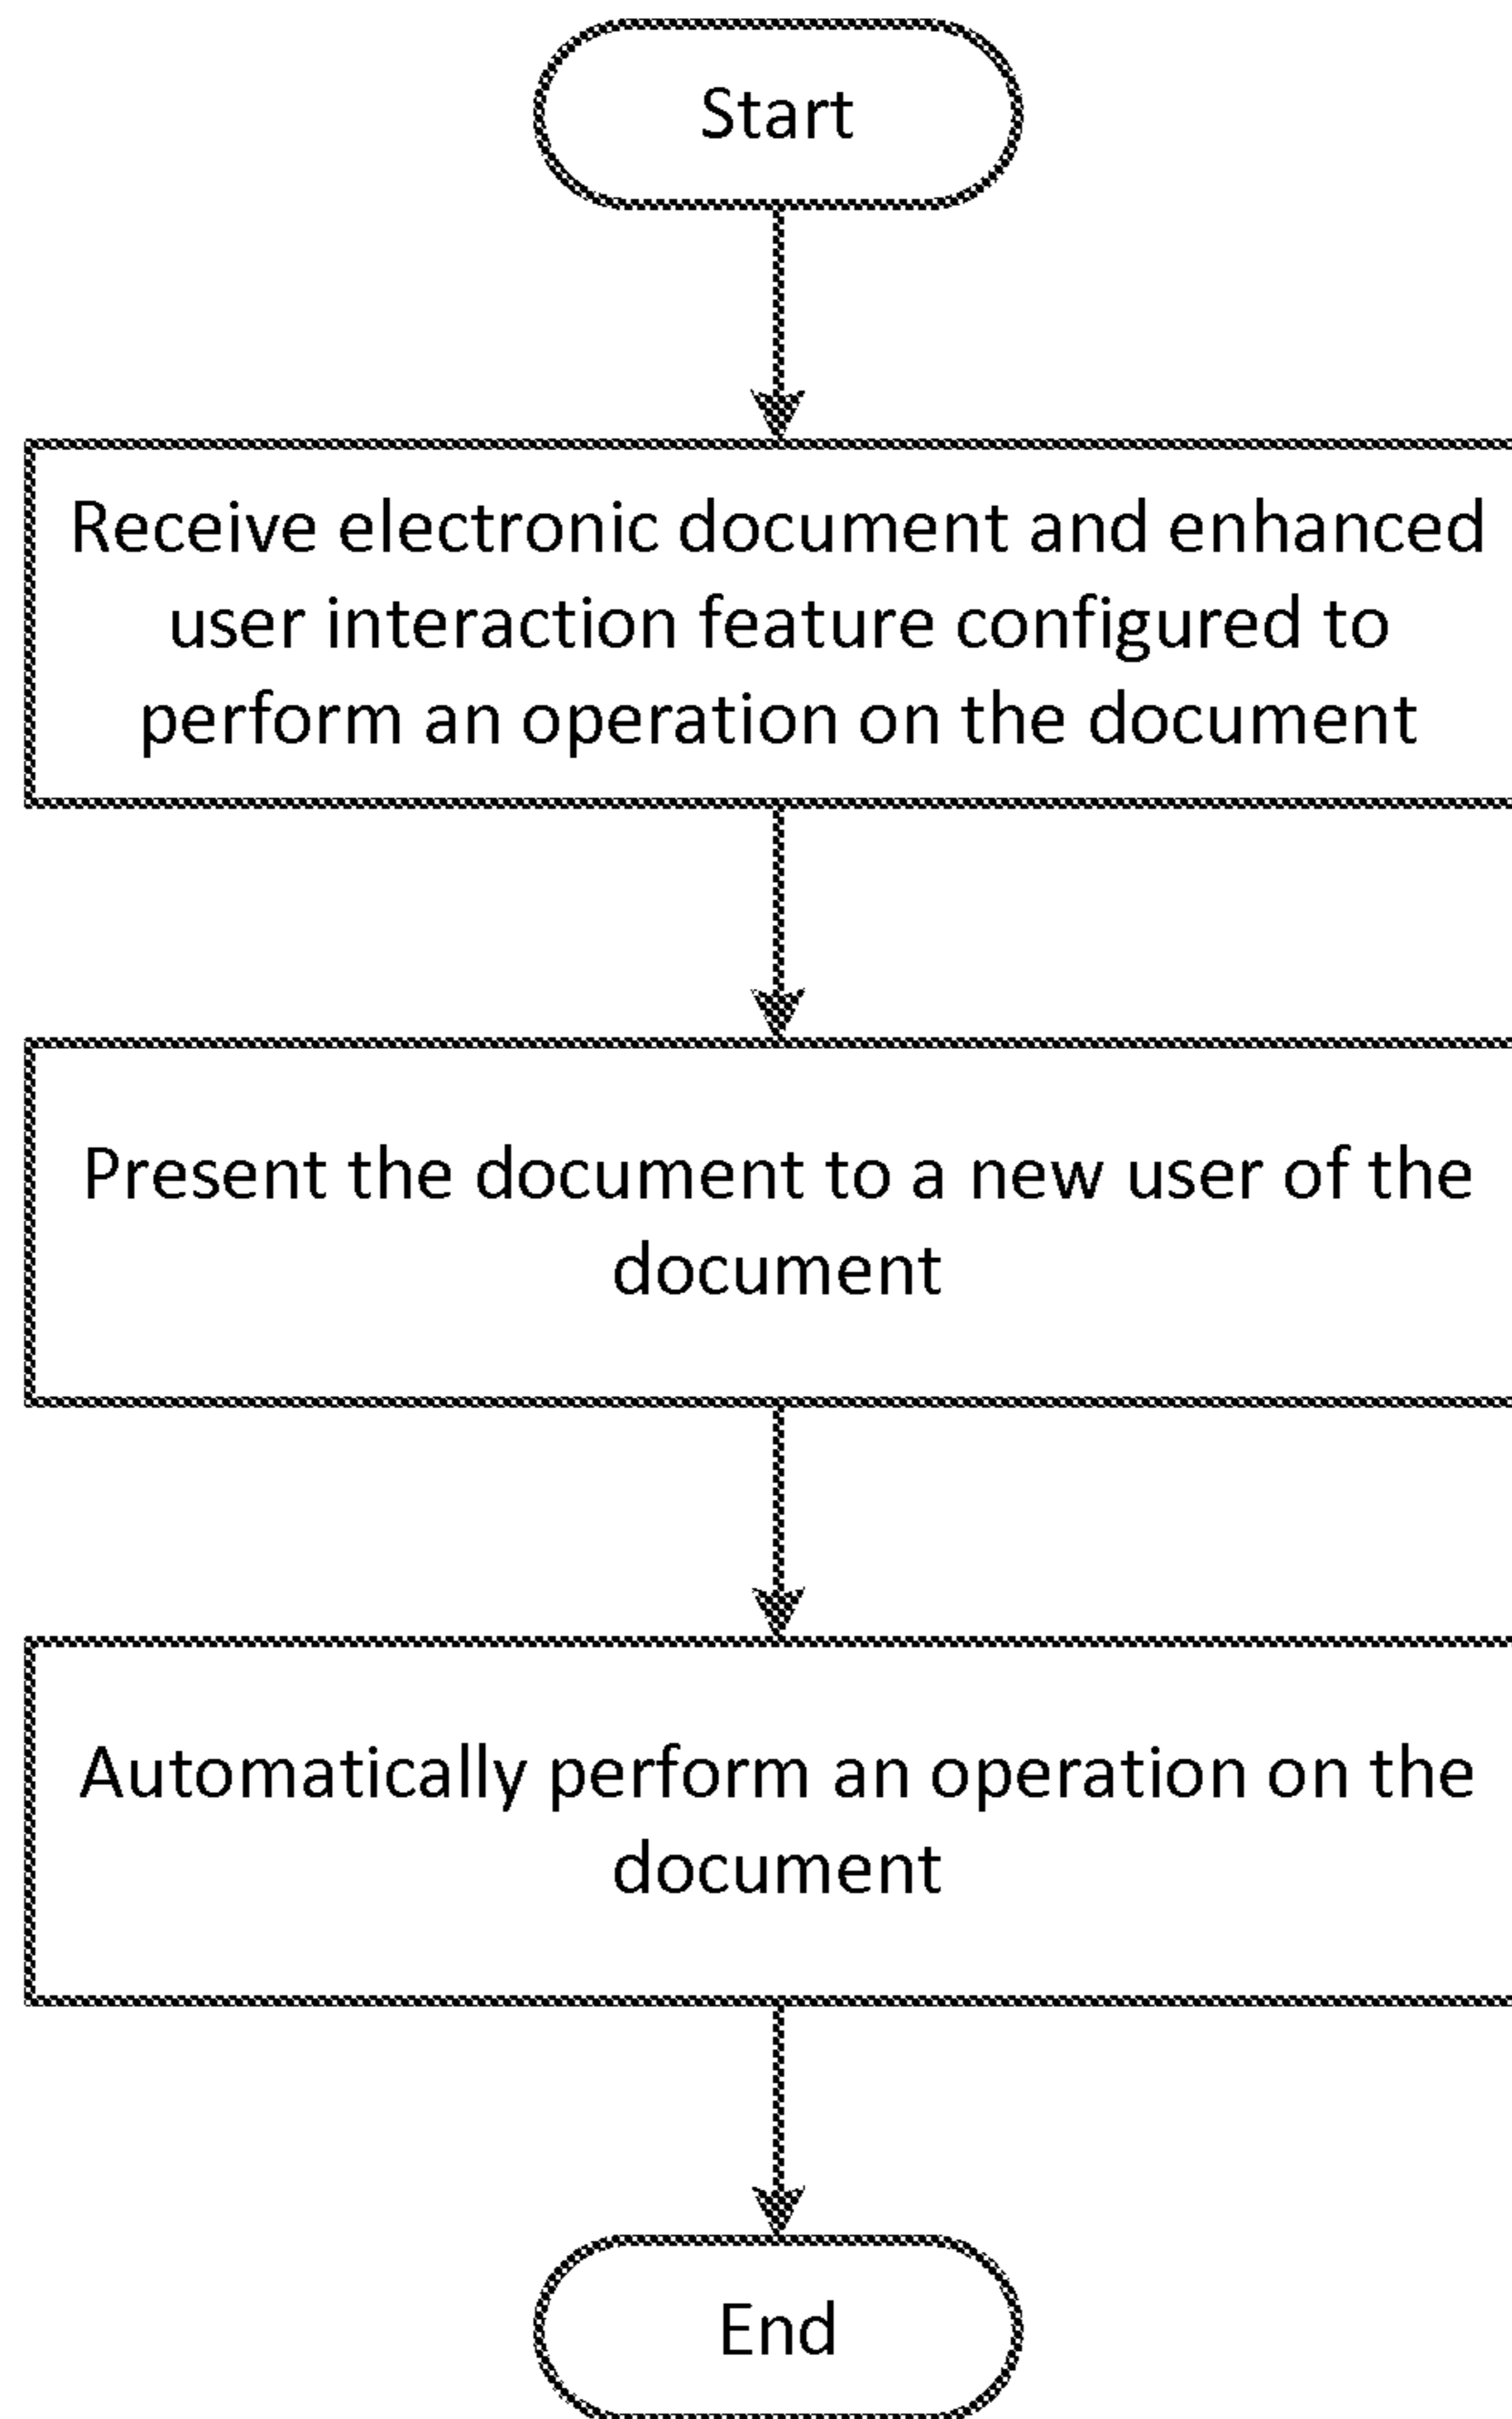 Start
Receive electronic document and enhanced
user interaction feature configured to
perform an operation on the document
Present the document to a new user of the
document
Automatically perform an operation on the
document
End